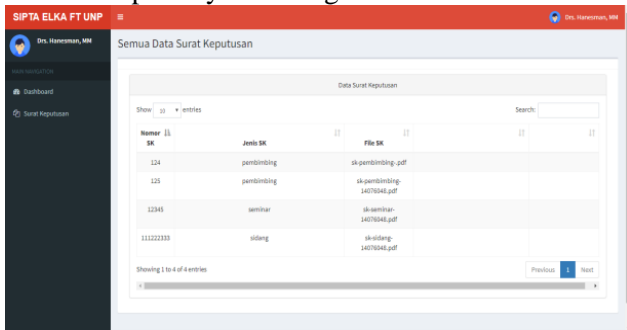 SIPTA ELKA FT UNP
Drs. Hanesman, MM
Drs. Hanesman, MM
Semua Data Surat Keputusan
MAIN NAVIGATION
Dashboard
Surat Keputusan
Data Surat Keputusan
Show 10 entries Search:
Nomor SK Jenis SK File SK
124 pembimbing sk-pembimbing-.pdf
125 pembimbing sk-pembimbing-
14076048.pdf
12345 seminar sk-seminar-
14076048.pdf
111222333 sidang sk-sidang-
14076048.pdf
Showing 1 to 4 of 4 entries Previous 1 Next